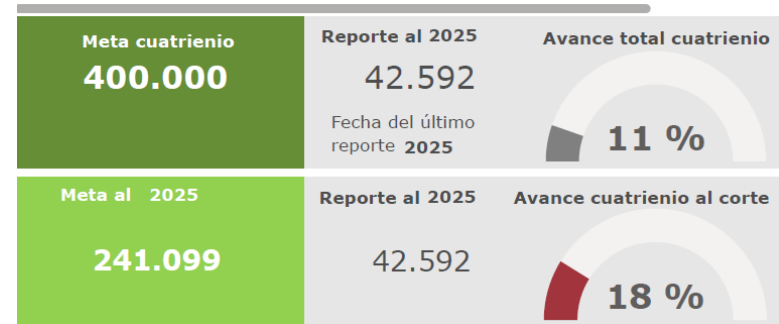 Meta cuatrienio
400.000
Reporte al 2025
42.592
Fecha del último
reporte 2025
Avance total cuatrienio
11 %
Meta al 2025
241.099
Reporte al 2025
42.592
Avance cuatrienio al corte
18 %